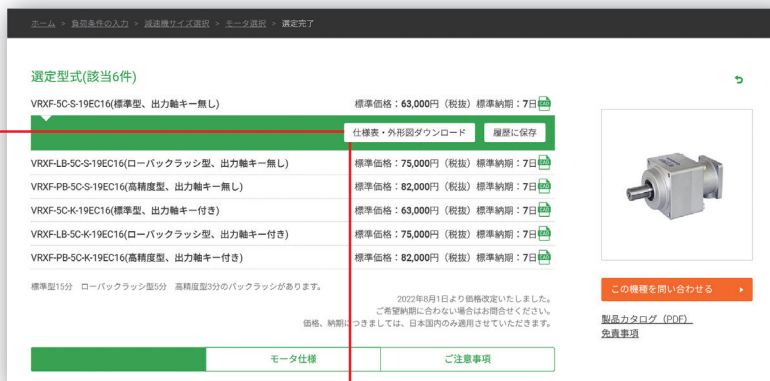 ホーム > 負荷条件の入力 > 減速機サイズ選択 > モータ選択 > 選定完了
選定型式(該当6件)
VRXF-5C-S-19EC16(標準型、出力軸キー無し) 標準価格：63,000円（税抜）標準納期：7日 CAD
仕様表・外形図ダウンロード 履歴に保存
VRXF-LB-5C-S-19EC16(ローバックラッシ型、出力軸キー無し) 標準価格：75,000円（税抜）標準納期：7日 CAD
VRXF-PB-5C-S-19EC16(高精度型、出力軸キー無し) 標準価格：82,000円（税抜）標準納期：7日 CAD
VRXF-5C-K-19EC16(標準型、出力軸キー付き) 標準価格：63,000円（税抜）標準納期：7日 CAD
VRXF-LB-5C-K-19EC16(ローバックラッシ型、出力軸キー付き) 標準価格：75,000円（税抜）標準納期：7日 CAD
VRXF-PB-5C-K-19EC16(高精度型、出力軸キー付き) 標準価格：82,000円（税抜）標準納期：7日 CAD
標準型15分　ローバックラッシ型5分　高精度型3分のバックラッシがあります。
2022年8月1日より価格改定いたしました。
ご希望納期に合わない場合はお問合せください。
価格、納期につきましては、日本国内のみ適用させていただきます。
モータ仕様 ご注意事項
この機種を問い合わせる
製品カタログ（PDF）
免責事項